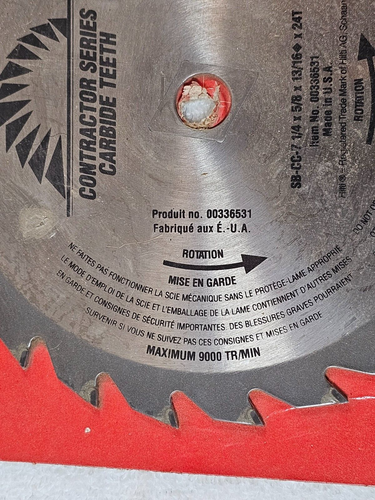 CONTRACTOR SERIES
CARBIDE TEETH
SB-CC-7 1/4 x 5/8 x 13/16◆ x 24T
Item No. 00336531
Made in U.S.A.
Hilti® - Registered Trade Mark of Hilti AG, Schaan
ROTATION
DO NOT
Produit no. 00336531
Fabriqué aux É.-U.A.
ROTATION
MISE EN GARDE
NE FAITES PAS FONCTIONNER LA SCIE MÉCANIQUE SANS LE PROTÈGE-LAME APPROPRIÉ
LE MODE D'EMPLOI DE LA SCIE ET L'EMBALLAGE DE LA LAME CONTIENNENT D'AUTRES MISES
EN GARDE ET CONSIGNES DE SÉCURITÉ IMPORTANTES. DES BLESSURES GRAVES POURRAIENT
SURVENIR SI VOUS NE SUIVEZ PAS CES CONSIGNES ET MISES EN GARDE
MAXIMUM 9000 TR/MIN